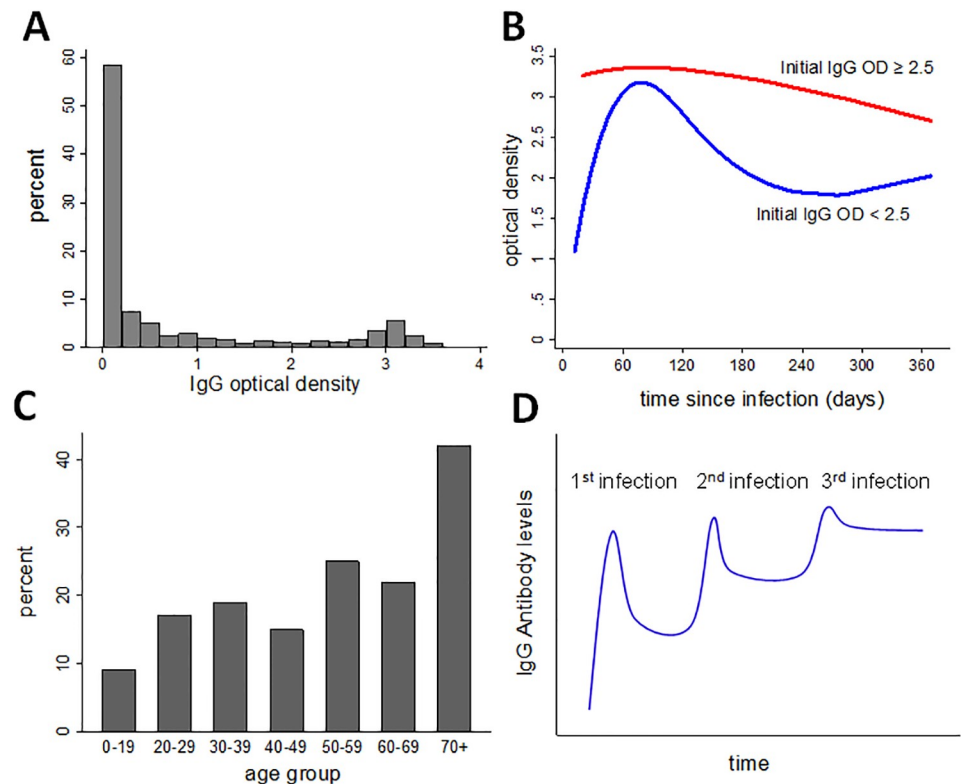 A
percent
60
50
40
30
20
10
0
0 1 2 3 4
IgG optical density
B
optical density
3.5
3
2.5
2
1.5
1
.5
0
Initial IgG OD ≥ 2.5
Initial IgG OD < 2.5
0 60 120 180 240 300 360
time since infection (days)
C
percent
40
30
20
10
0
0-19 20-29 30-39 40-49 50-59 60-69 70+
age group
D
IgG Antibody levels
1st infection 2nd infection 3rd infection
time